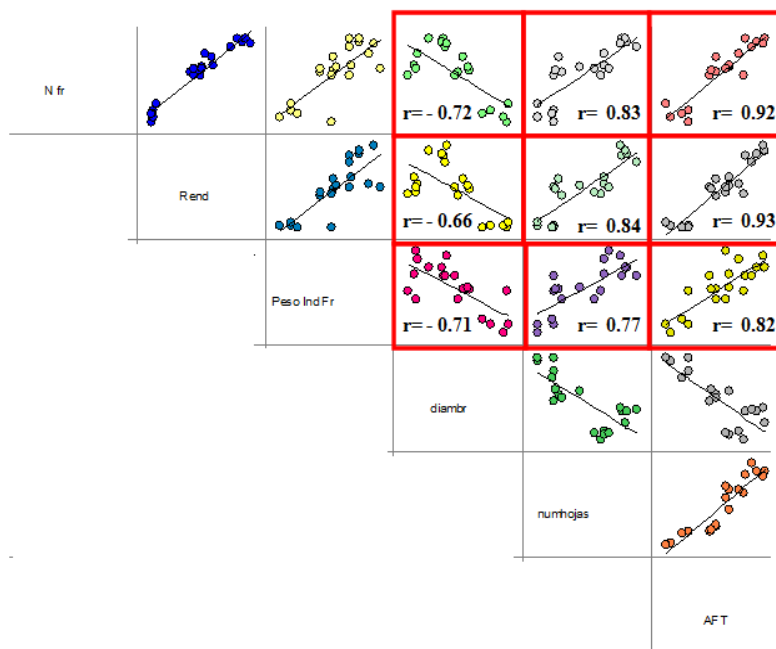 N fr
r= - 0.72
r= 0.83
r= 0.92
Rend
r= - 0.66
r= 0.84
r= 0.93
Peso Ind Fr
r= - 0.71
r= 0.77
r= 0.82
diambr
numhojas
AFT